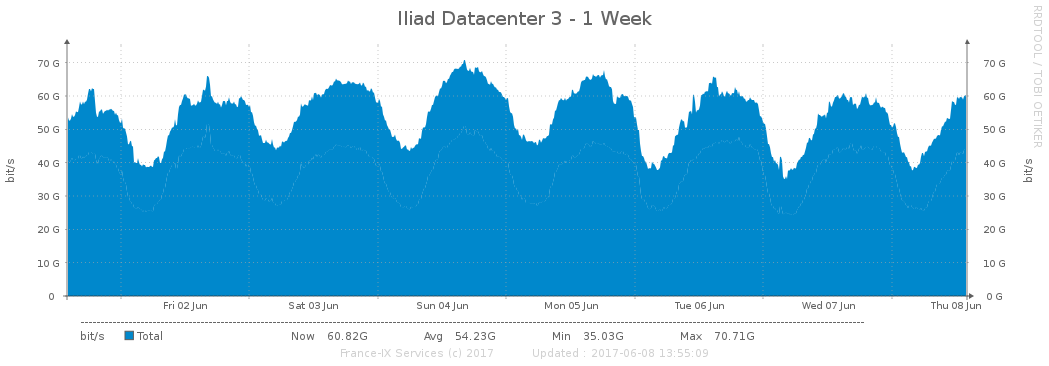 Iliad Datacenter 3 - 1 Week
RRDTOOL / TOBI OETIKER
bit/s
70 G 70 G
60 G 60 G
50 G 50 G
40 G 40 G
30 G 30 G
20 G 20 G
10 G 10 G
0 0 G
bit/s
Fri 02 Jun Sat 03 Jun Sun 04 Jun Mon 05 Jun Tue 06 Jun Wed 07 Jun Thu 08 Jun
bit/s Total Now 60.82G Avg 54.23G Min 35.03G Max 70.71G
France-IX Services (c) 2017 Updated : 2017-06-08 13:55:09